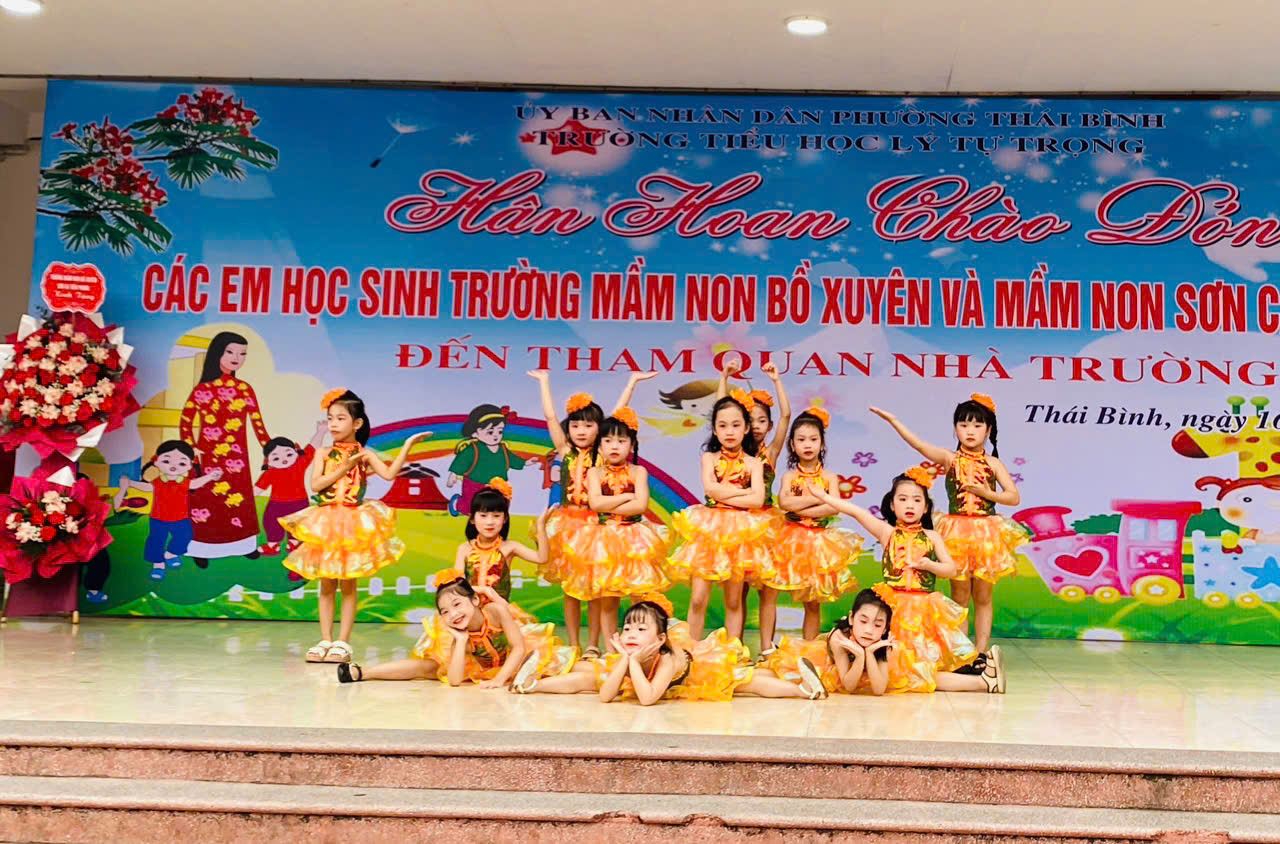 ỦY BAN NHÂN DÂN PHƯỜNG THÁI BÌNH
TRƯỜNG TIỂU HỌC LÝ TỰ TRỌNG
Hân Hoan Chào Đón
CÁC EM HỌC SINH TRƯỜNG MẦM NON BỒ XUYÊN VÀ MẦM NON SƠN C
ĐẾN THAM QUAN NHÀ TRƯỜNG
Thái Bình, ngày 16